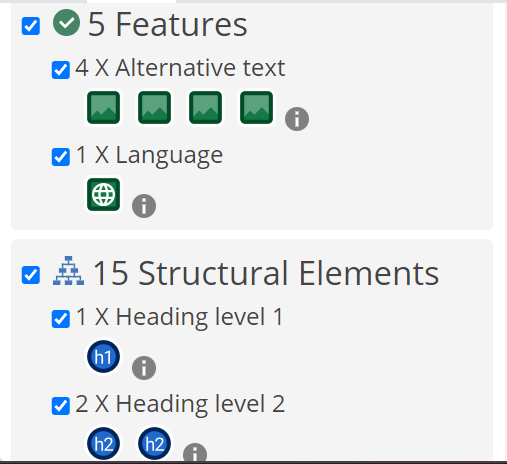 5 Features
4 X Alternative text
i
1 X Language
i
15 Structural Elements
1 X Heading level 1
h1 i
2 X Heading level 2
h2 h2 i